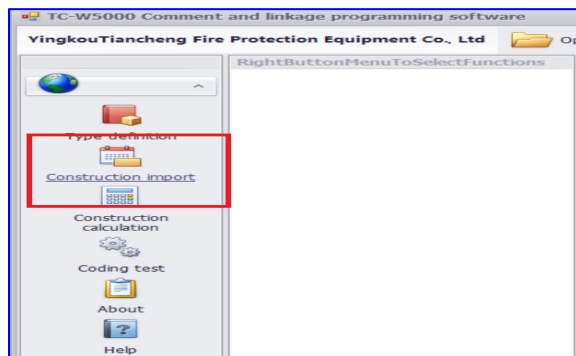 TC-W5000 Comment and linkage programming software
YingkouTiancheng Fire Protection Equipment Co., Ltd
Op
RightButtonMenuToSelectFunctions
Type definition
Construction import
Construction
calculation
Coding test
About
Help